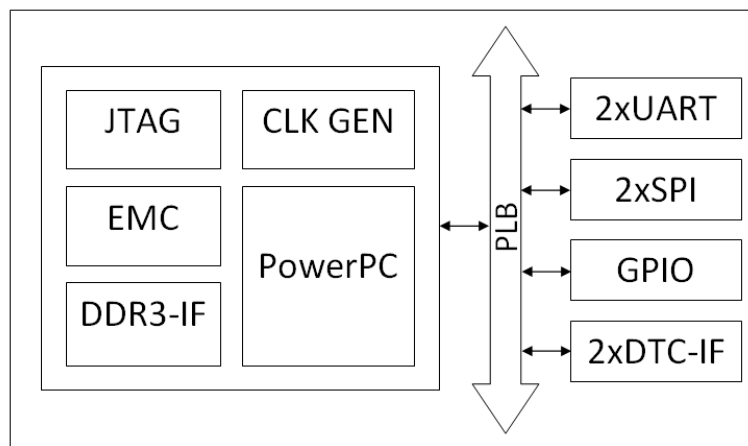 JTAG
CLK GEN
EMC
PowerPC
DDR3-IF
PLB
2xUART
2xSPI
GPIO
2xDTC-IF